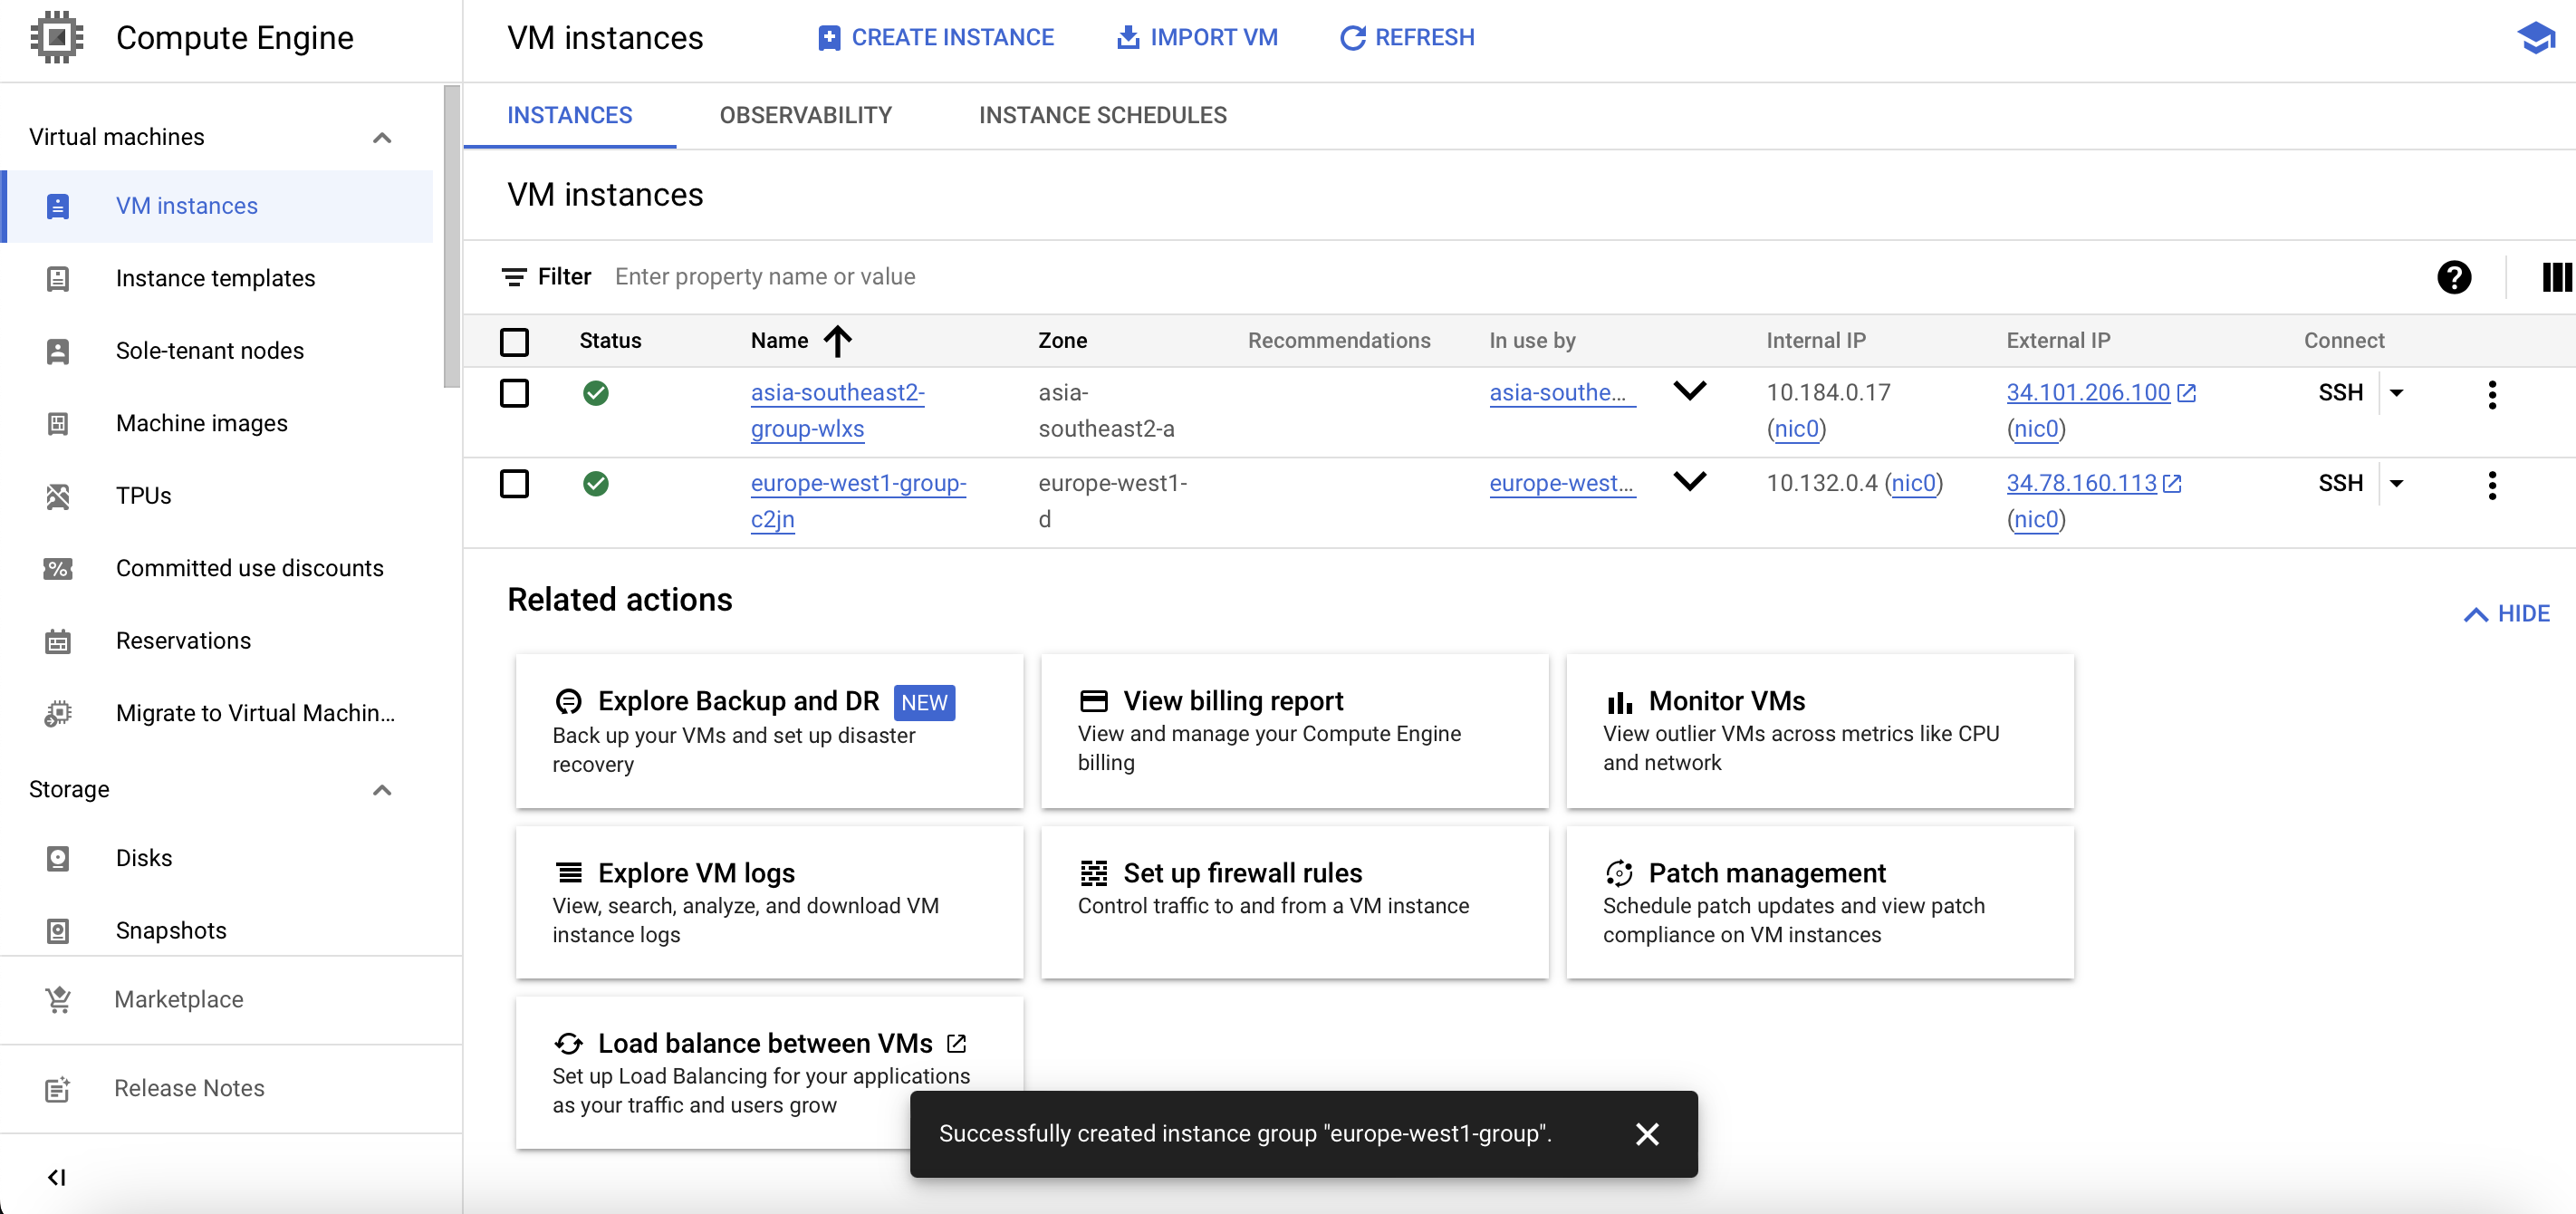 Compute Engine
VM instances
CREATE INSTANCE
IMPORT VM
REFRESH
Virtual machines
VM instances
Instance templates
Sole-tenant nodes
Machine images
TPUs
Committed use discounts
Reservations
Migrate to Virtual Machin...
Storage
Disks
Snapshots
Marketplace
Release Notes
INSTANCES
OBSERVABILITY
INSTANCE SCHEDULES
VM instances
Filter
Enter property name or value
Status
Name
Zone
Recommendations
In use by
Internal IP
External IP
Connect
asia-southeast2-
group-wlxs
asia-
southeast2-a
asia-southe...
10.184.0.17
(nic0)
34.101.206.100
(nic0)
SSH
europe-west1-group-
c2jn
europe-west1-
d
europe-west...
10.132.0.4 (nic0)
34.78.160.113
(nic0)
SSH
Related actions
HIDE
Explore Backup and DR
NEW
Back up your VMs and set up disaster
recovery
View billing report
View and manage your Compute Engine
billing
Monitor VMs
View outlier VMs across metrics like CPU
and network
Explore VM logs
View, search, analyze, and download VM
instance logs
Set up firewall rules
Control traffic to and from a VM instance
Patch management
Schedule patch updates and view patch
compliance on VM instances
Load balance between VMs
Set up Load Balancing for your applications
as your traffic and users grow
Successfully created instance group "europe-west1-group".